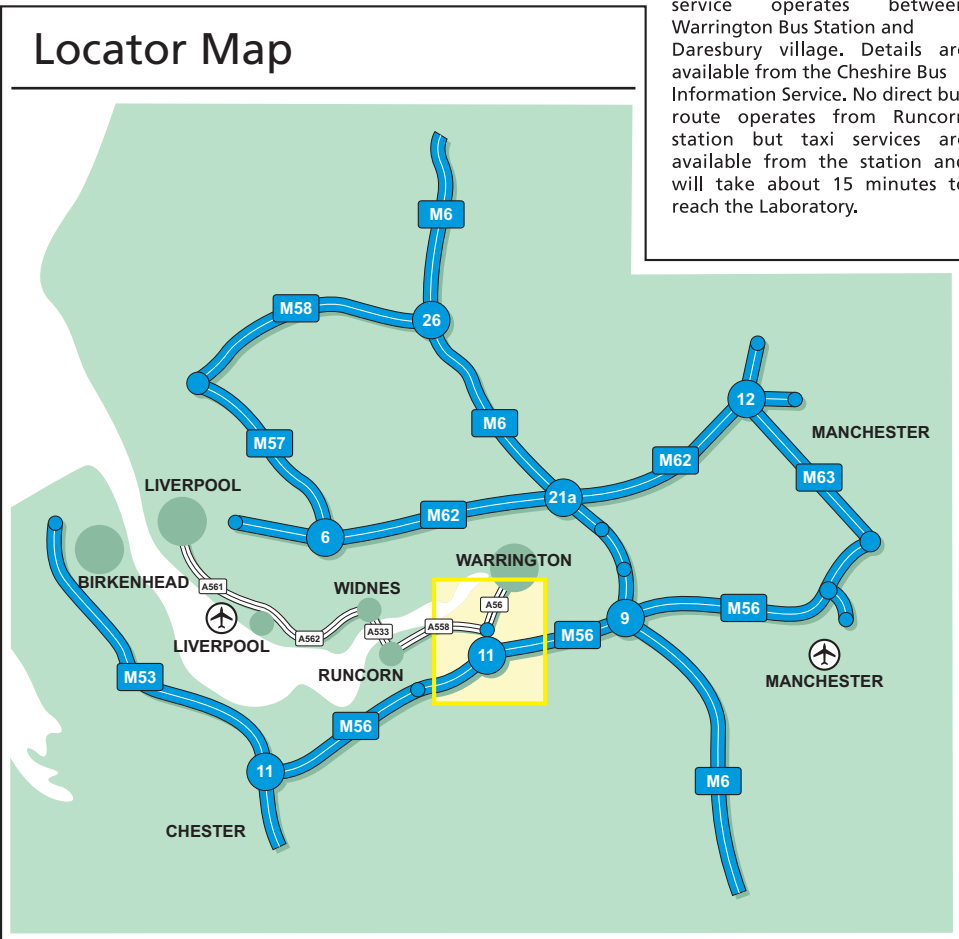 Locator Map
service operates between
Warrington Bus Station and
Daresbury village. Details are
available from the Cheshire Bus
Information Service. No direct
route operates from Runcorn
station but taxi services are
available from the station and
will take about 15 minutes
reach the Laboratory.
M6
M58
26
M6
12
MANCHESTER
M57
M62
M63
LIVERPOOL
21a
M62
6
WARRINGTON
BIRKENHEAD
WIDNES
A561
A56
M56
A562
A533
A558
9
LIVERPOOL
M56
RUNCORN
11
M53
MANCHESTER
M56
11
M6
CHESTER